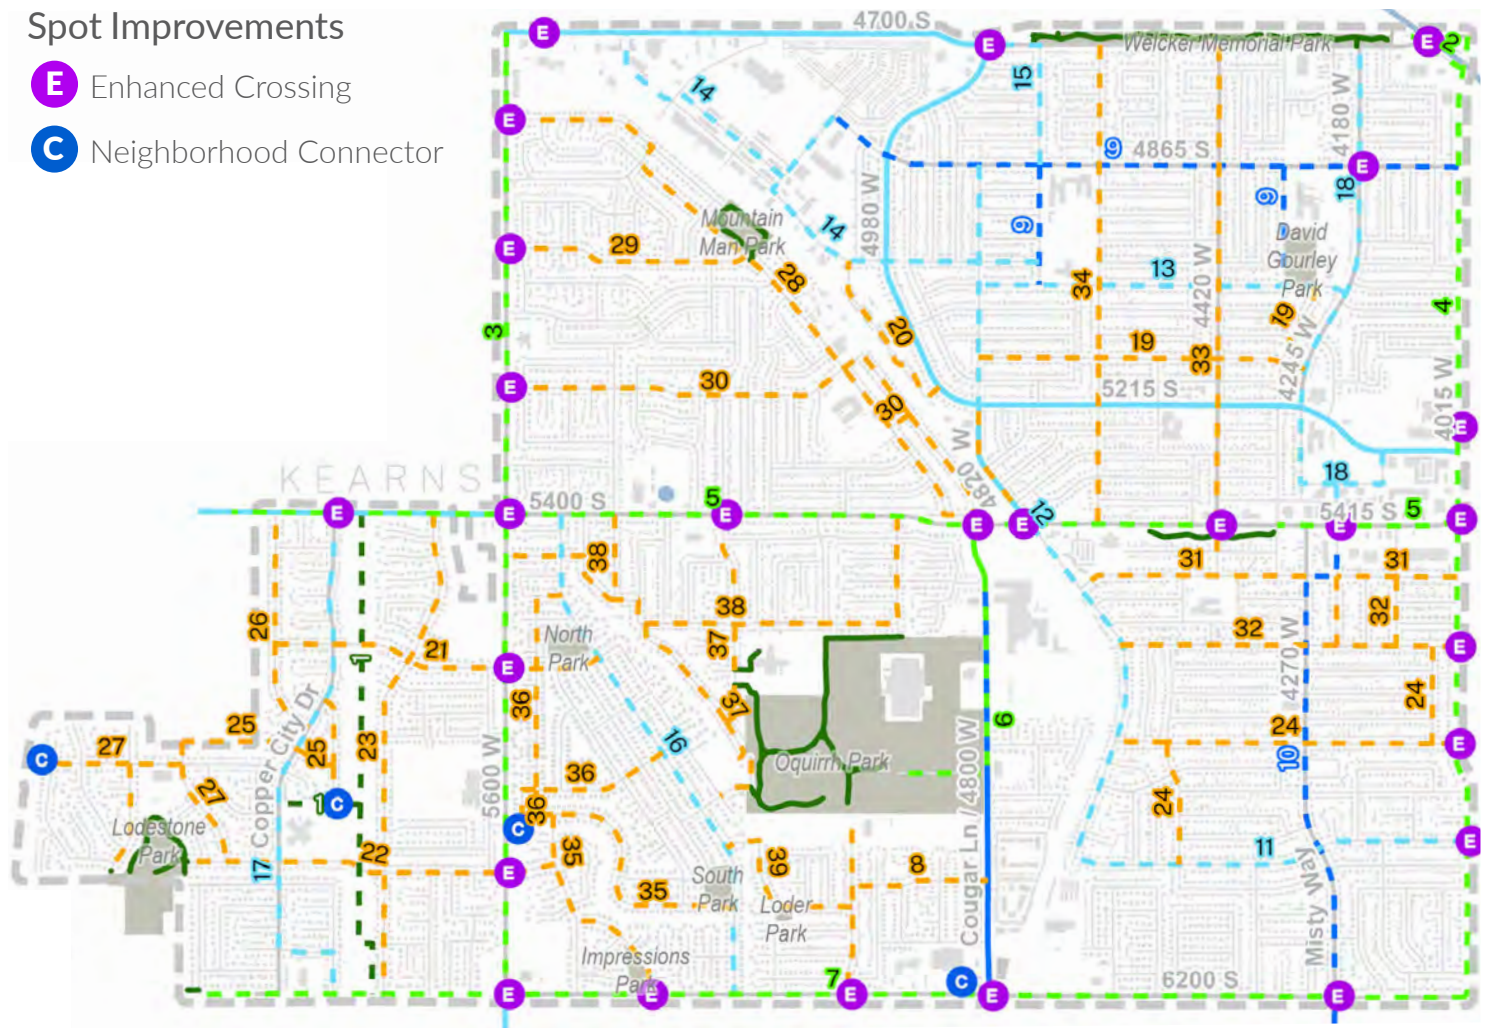 Spot Improvements
E Enhanced Crossing
C Neighborhood Connector
E
4700 S
E
Welcker Memorial Park
E
2
14
15
4180 W
E
9
4865 S
E
18
9
9
4980 W
Mountain
Man Park
14
David
Gourley
Park
E
29
28
13
34
4420 W
19
4
3
20
19
33
4245 W
E
30
30
5215 S
4015 W
E
4820 W
18
KEARNS
5400 S
5
12
5415 S
5
E
E
E
E
E
E
E
E
38
31
31
26
38
32
32
North
Park
37
4270 W
1
21
E
E
36
37
24
25
Copper City Dr
25
23
16
6
24
27
C
5600 W
Oquirrh Park
Cougar Ln / 4800 W
10
E
27
36
1
C
36
24
Lodestone
Park
C
E
35
39
8
11
22
17
E
South
Park
35
Loder
Park
Misty Way
Impressions
Park
7
6200 S
E
E
E
C
E
E